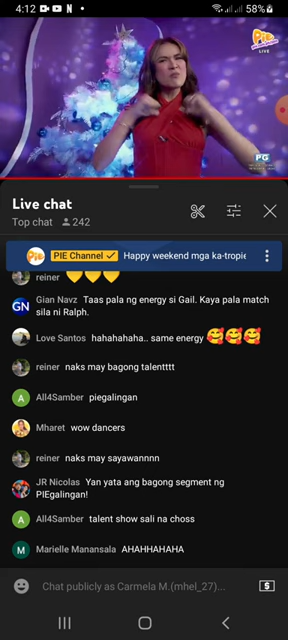 4:12
58%
Pie
LIVE
PG
Live chat
Top chat 242
Pie PIE Channel Happy weekend mga ka-tropie
reiner 💛💛💛
GN Gian Navz Taas pala ng energy si Gail. Kaya pala match
sila ni Ralph.
Love Santos hahahahaha.. same energy 🥰🥰🥰
reiner naks may bagong talentttt
A All4Samber piegalingan
Mharet wow dancers
reiner naks may sayawannnn
JR Nicolas Yan yata ang bagong segment ng
PIEgalingan!
A All4Samber talent show sali na choss
M Marielle Manansala AHAHHAHAHA
Chat publicly as Carmela M.(mhel_27)...